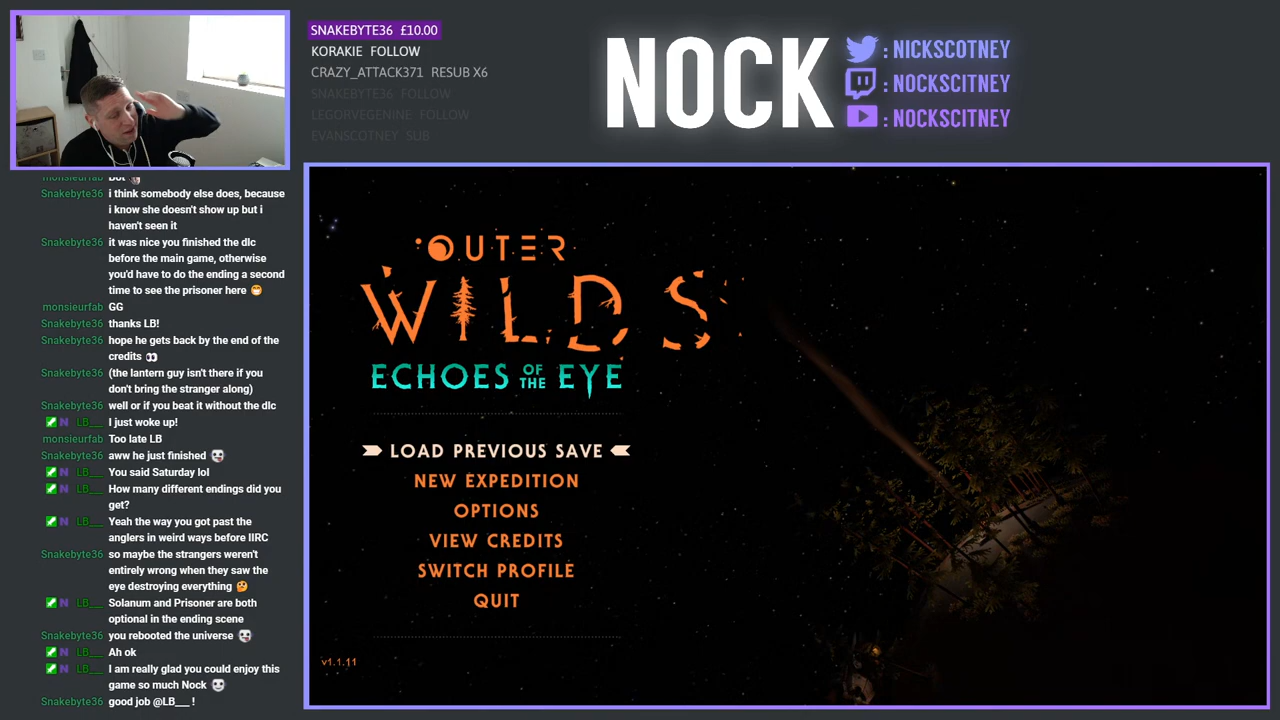 SNAKEBYTE36 £10.00
KORAKIE FOLLOW
CRAZY_ATTACK371 RESUB X6
SNAKEBYTE36 FOLLOW
LEGORVEGENINE FOLLOW
EVANSCOTNEY SUB
NOCK
: NICKSCOTNEY
: NOCKSCITNEY
: NOCKSCITNEY
monsieurfab Bot
Snakebyte36 i think somebody else does, because
i know she doesn't show up but i
haven't seen it
Snakebyte36 it was nice you finished the dlc
before the main game, otherwise
you'd have to do the ending a second
time to see the prisoner here
monsieurfab GG
Snakebyte36 thanks LB!
Snakebyte36 hope he gets back by the end of the
credits
Snakebyte36 (the lantern guy isn't there if you
don't bring the stranger along)
Snakebyte36 well or if you beat it without the dlc
N LB__ I just woke up!
monsieurfab Too late LB
Snakebyte36 aww he just finished
N LB__ You said Saturday lol
N LB__ How many different endings did you
get?
N LB__ Yeah the way you got past the
anglers in weird ways before IIRC
Snakebyte36 so maybe the strangers weren't
entirely wrong when they saw the
eye destroying everything
N LB__ Solanum and Prisoner are both
optional in the ending scene
Snakebyte36 you rebooted the universe
N LB__ Ah ok
N LB__ I am really glad you could enjoy this
game so much Nock
Snakebyte36 good job @LB__ !
OUTER
WILDS
ECHOES OF THE EYE
LOAD PREVIOUS SAVE
NEW EXPEDITION
OPTIONS
VIEW CREDITS
SWITCH PROFILE
QUIT
v1.1.11